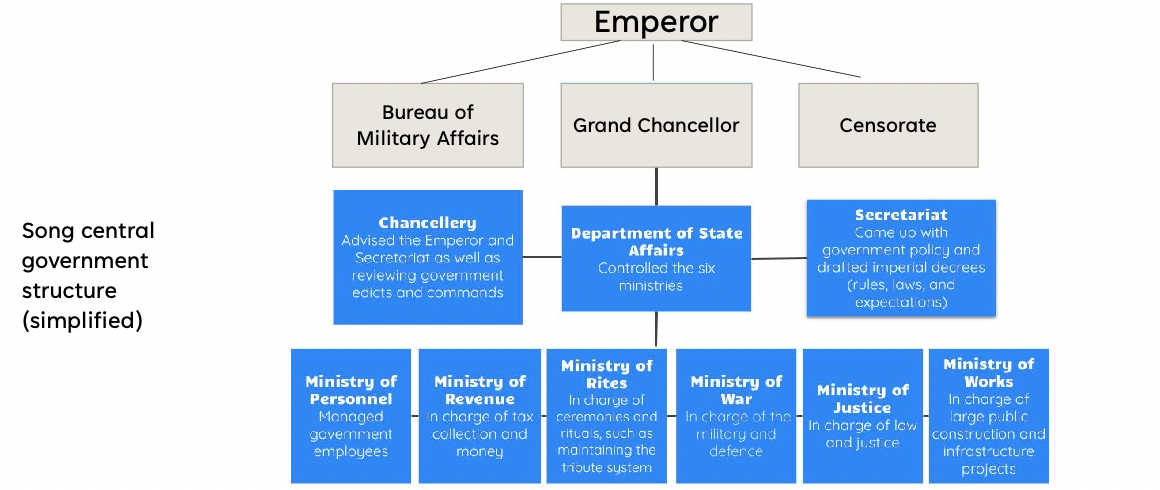 Emperor
Bureau of
Military Affairs
Grand Chancellor
Censorate
Song central
government
structure
(simplified)
Chancellery
Advised the Emperor and
Secretariat as well as
reviewing government
edicts and commands
Department of State
Affairs
Controlled the six
ministries
Secretariat
Came up with
government policy and
drafted imperial decrees
(rules, laws, and
expectations)
Ministry of
Personnel
Managed
government
employees
Ministry of
Revenue
In charge of tax
collection and
money
Ministry of
Rites
In charge of
ceremonies and
rituals, such as
maintaining the
tribute system
Ministry of
War
In charge of the
military and
defence
Ministry of
Justice
In charge of law
and justice
Ministry of
Works
In charge of
large public
construction and
infrastructure
projects